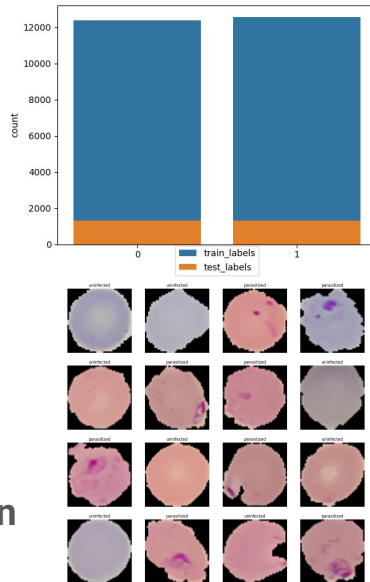 12000
10000
8000
6000
4000
2000
0
count
0 1
train_labels
test_labels
uninfected uninfected parasitized parasitized
uninfected parasitized parasitized uninfected
parasitized uninfected parasitized uninfected
n
uninfected parasitized uninfected parasitized